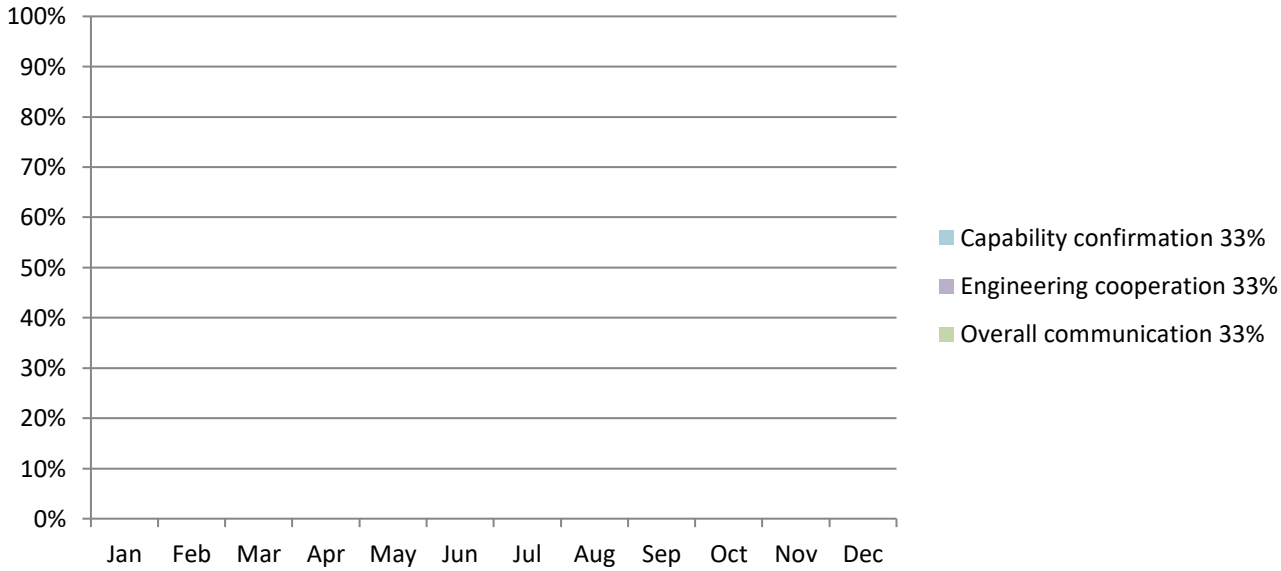 100%
90%
80%
70%
60%
50%
40%
30%
20%
10%
0%
Jan Feb Mar Apr May Jun Jul Aug Sep Oct Nov Dec
Capability confirmation 33%
Engineering cooperation 33%
Overall communication 33%